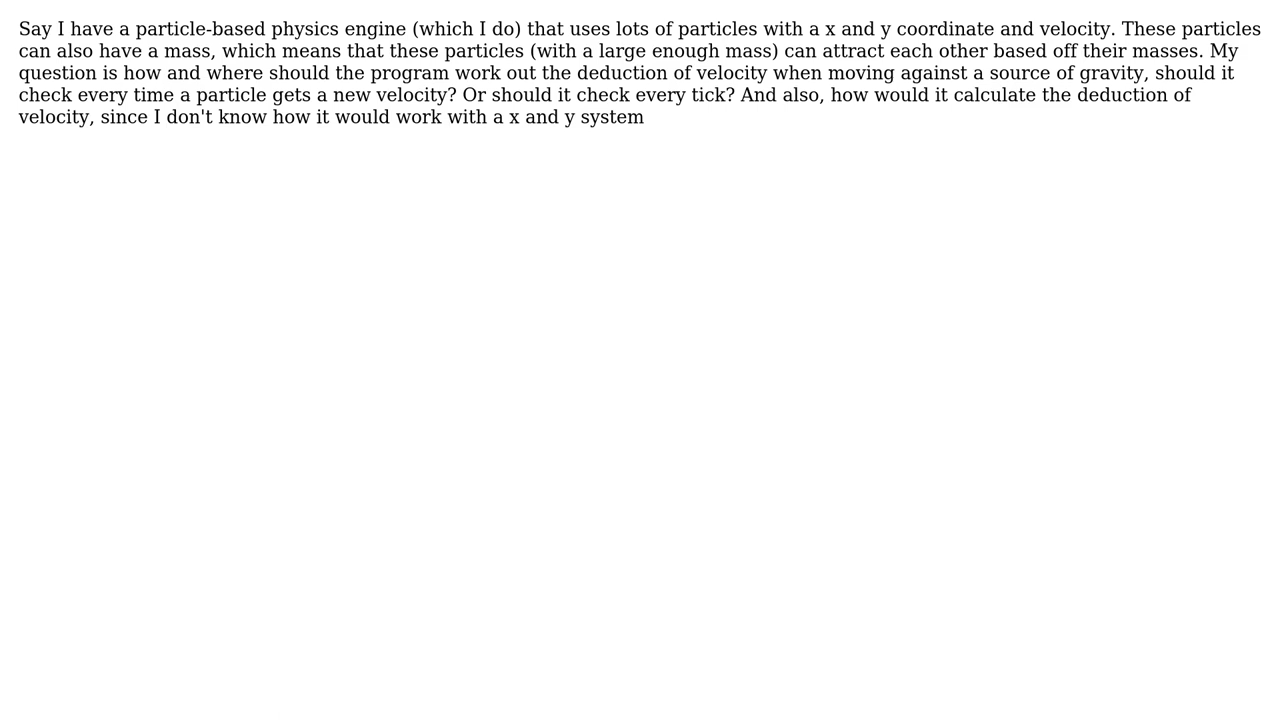 Say I have a particle-based physics engine (which I do) that uses lots of particles with a x and y coordinate and velocity. These particles
can also have a mass, which means that these particles (with a large enough mass) can attract each other based off their masses. My
question is how and where should the program work out the deduction of velocity when moving against a source of gravity, should it
check every time a particle gets a new velocity? Or should it check every tick? And also, how would it calculate the deduction of
velocity, since I don't know how it would work with a x and y system